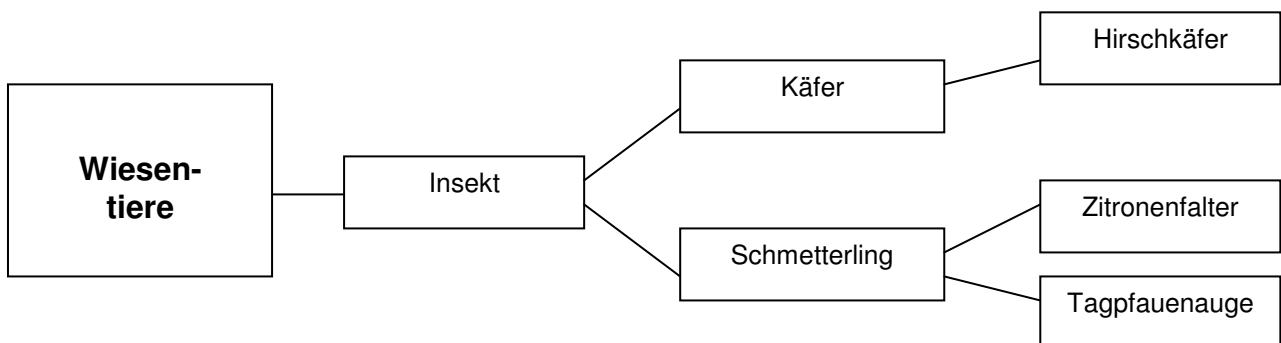 Wiesen-
tiere
Insekt
Käfer
Schmetterling
Hirschkäfer
Zitronenfalter
Tagpfauenauge